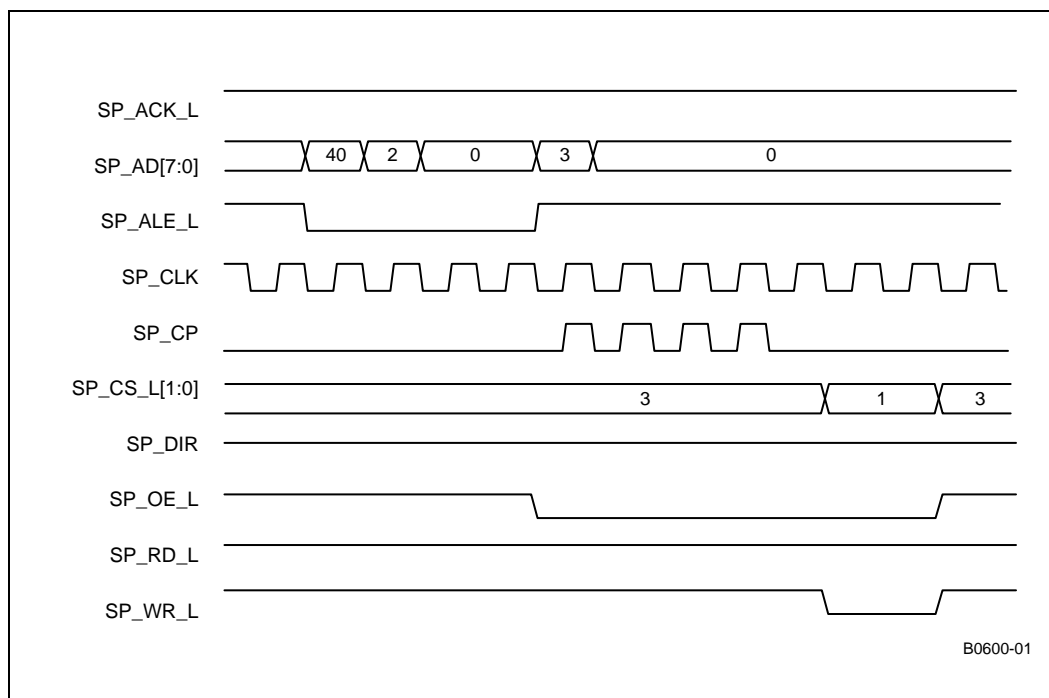 SP_ACK_L
SP_AD[7:0] 40 2 0 3 0
SP_ALE_L
SP_CLK
SP_CP
SP_CS_L[1:0] 3 1 3
SP_DIR
SP_OE_L
SP_RD_L
SP_WR_L
B0600-01